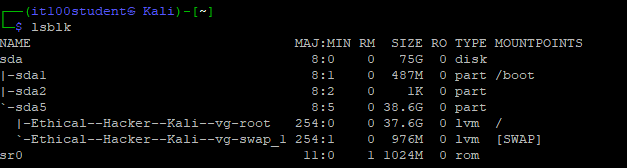 ┌──(it100student㉿ Kali)-[~]
└─$ lsblk
NAME                                MAJ:MIN RM  SIZE RO TYPE MOUNTPOINTS
sda                                   8:0    0   75G  0 disk
|-sda1                                8:1    0  487M  0 part /boot
|-sda2                                8:2    0    1K  0 part
`-sda5                                8:5    0 38.6G  0 part
  |-Ethical--Hacker--Kali--vg-root  254:0    0 37.6G  0 lvm  /
  `-Ethical--Hacker--Kali--vg-swap_1 254:1   0  976M  0 lvm  [SWAP]
sr0                                  11:0    1 1024M  0 rom